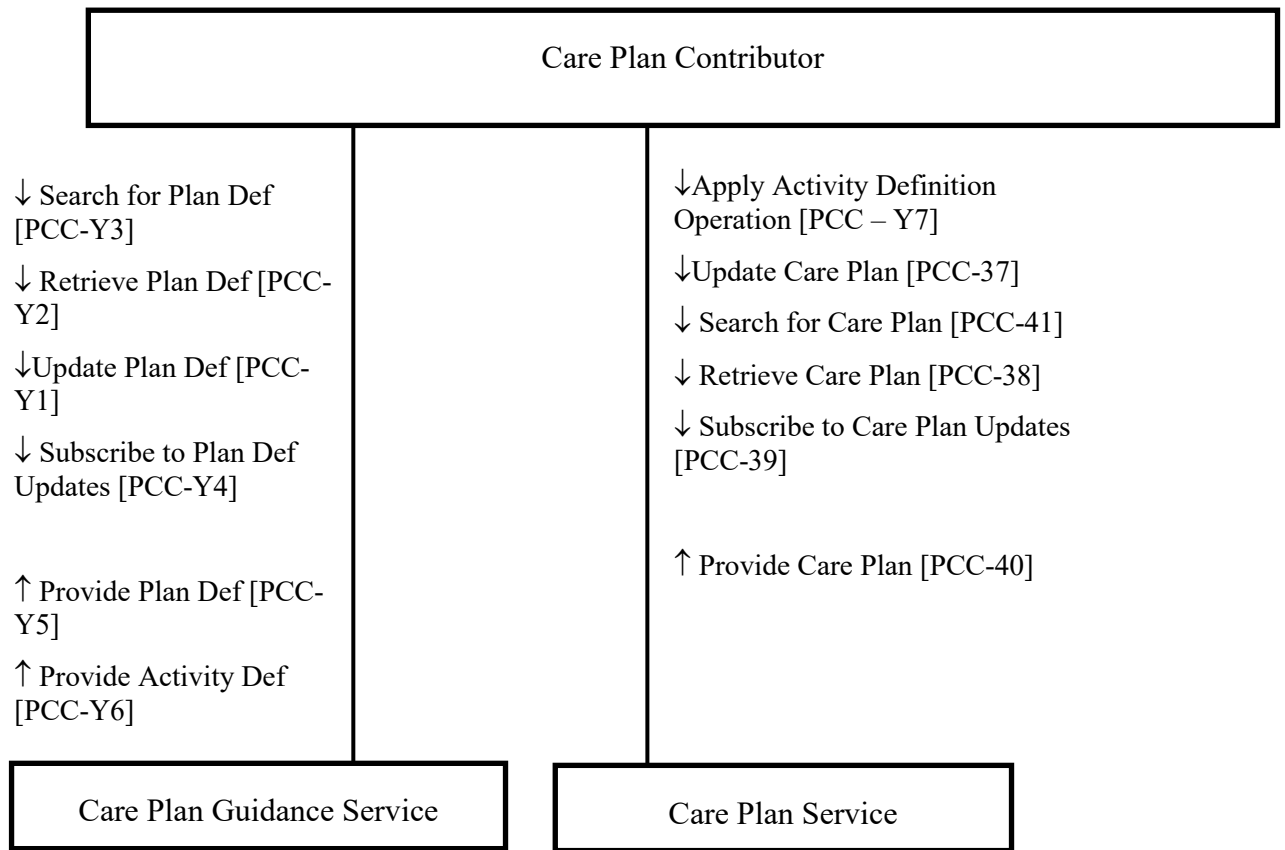 Care Plan Contributor
↓ Search for Plan Def
[PCC-Y3]
↓ Retrieve Plan Def [PCC-
Y2]
↓Update Plan Def [PCC-
Y1]
↓ Subscribe to Plan Def
Updates [PCC-Y4]
↑ Provide Plan Def [PCC-
Y5]
↑ Provide Activity Def
[PCC-Y6]
↓Apply Activity Definition
Operation [PCC – Y7]
↓Update Care Plan [PCC-37]
↓ Search for Care Plan [PCC-41]
↓ Retrieve Care Plan [PCC-38]
↓ Subscribe to Care Plan Updates
[PCC-39]
↑ Provide Care Plan [PCC-40]
Care Plan Guidance Service
Care Plan Service